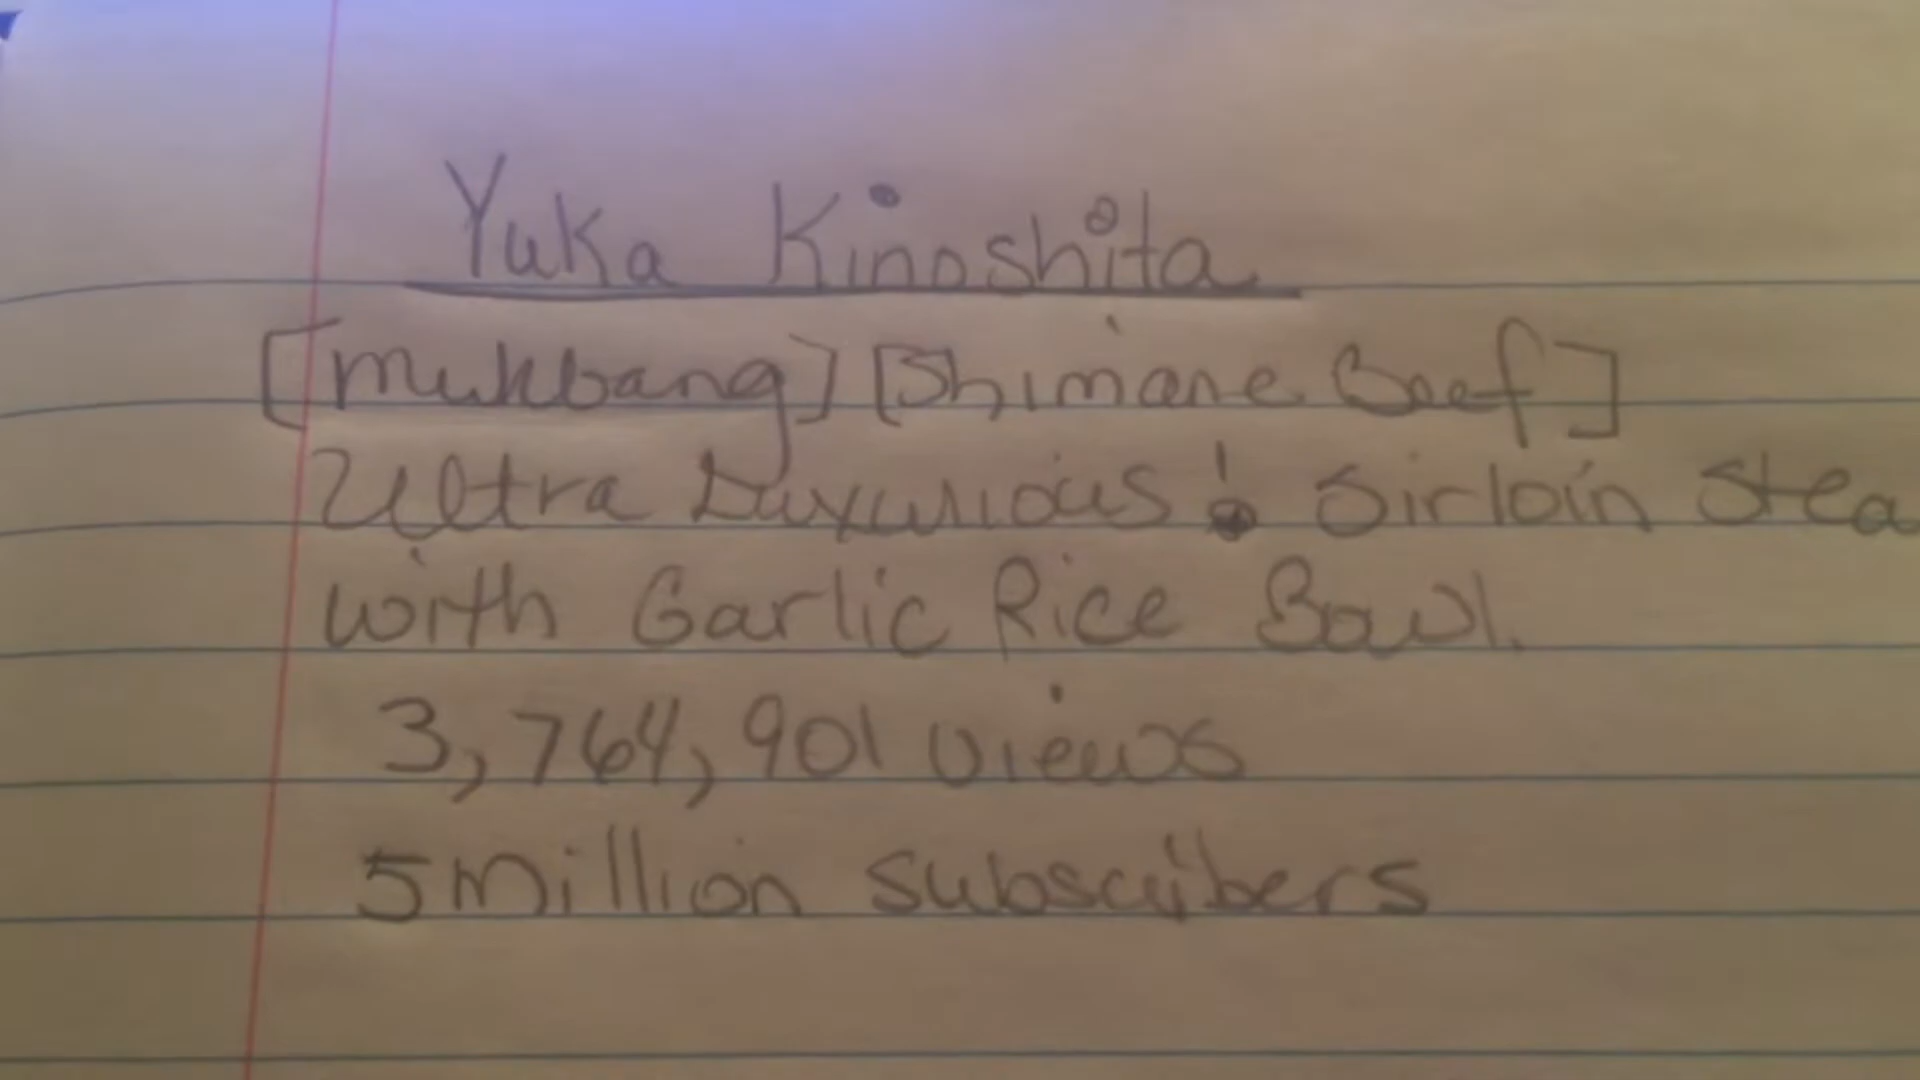 Yuka Kinoshita
[mukbang] [Shimane Beef]
Ultra Luxurious! Sirloin Stea
with Garlic Rice Bowl.
3,764,901 views
5 Million subscribers